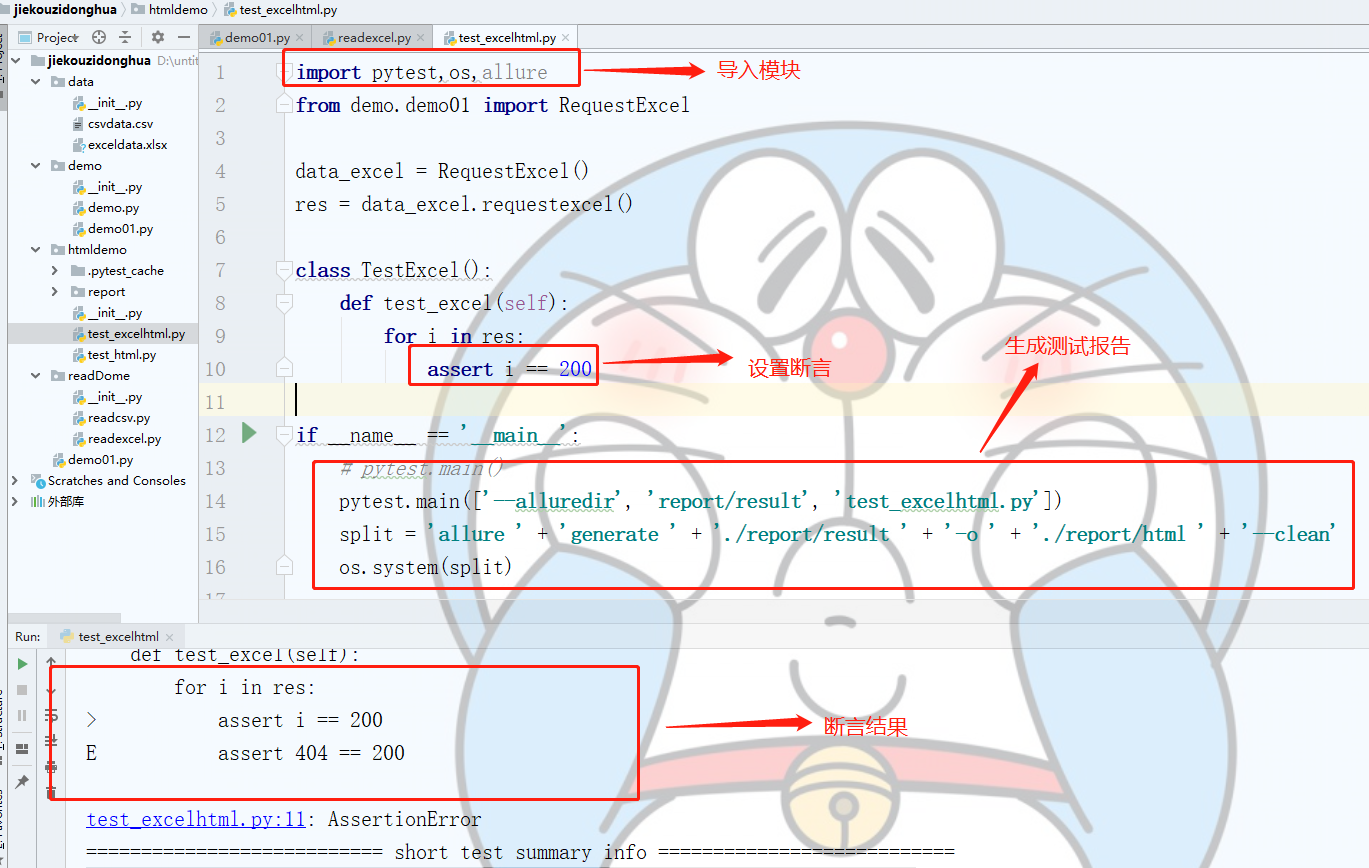 jiekouzidonghua htmldemo test_excelhtml.py
Project
demo01.py readexcel.py test_excelhtml.py
jiekouzidonghua D:\untit
data
__init__.py
csvdata.csv
exceldata.xlsx
demo
__init__.py
demo.py
demo01.py
htmldemo
.pytest_cache
report
__init__.py
test_excelhtml.py
test_html.py
readDome
__init__.py
readcsv.py
readexcel.py
demo01.py
Scratches and Consoles
外部库
1 import pytest,os,allure 导入模块
2 from demo.demo01 import RequestExcel
3
4 data_excel = RequestExcel()
5 res = data_excel.requestexcel()
6
7 class TestExcel():
8 def test_excel(self):
9 for i in res:
10 assert i == 200 设置断言
生成测试报告
11
12 if __name__ == '__main__':
13 # pytest.main()
14 pytest.main(['--alluredir', 'report/result', 'test_excelhtml.py'])
15 split = 'allure ' + 'generate ' + './report/result ' + '-o ' + './report/html ' + '--clean'
16 os.system(split)
17
Run: test_excelhtml
def test_excel(self):
for i in res:
> assert i == 200
E assert 404 == 200
断言结果
test_excelhtml.py:11: AssertionError
=========================== short test summary info ===========================